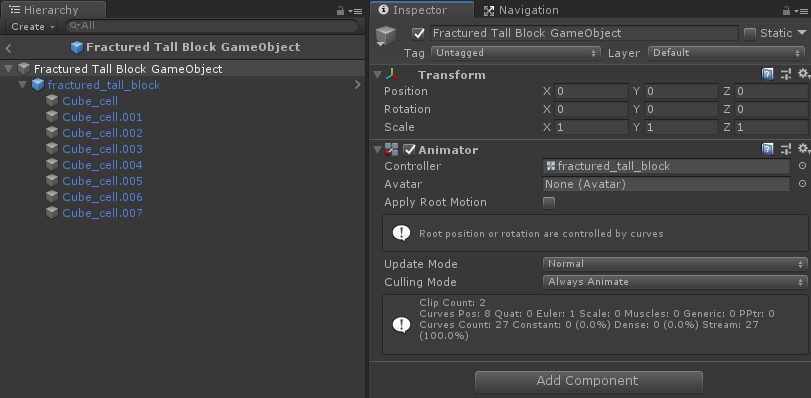 Hierarchy
Create All
Fractured Tall Block GameObject
Fractured Tall Block GameObject
fractured_tall_block
Cube_cell
Cube_cell.001
Cube_cell.002
Cube_cell.003
Cube_cell.004
Cube_cell.005
Cube_cell.006
Cube_cell.007
Inspector Navigation
Fractured Tall Block GameObject Static
Tag Untagged Layer Default
Transform
Position X 0 Y 0 Z 0
Rotation X 0 Y 0 Z 0
Scale X 1 Y 1 Z 1
Animator
Controller fractured_tall_block
Avatar None (Avatar)
Apply Root Motion
Root position or rotation are controlled by curves
Update Mode Normal
Culling Mode Always Animate
Clip Count: 2
Curves Pos: 8 Quat: 0 Euler: 1 Scale: 0 Muscles: 0 Generic: 0 PPtr: 0
Curves Count: 27 Constant: 0 (0.0%) Dense: 0 (0.0%) Stream: 27
(100.0%)
Add Component